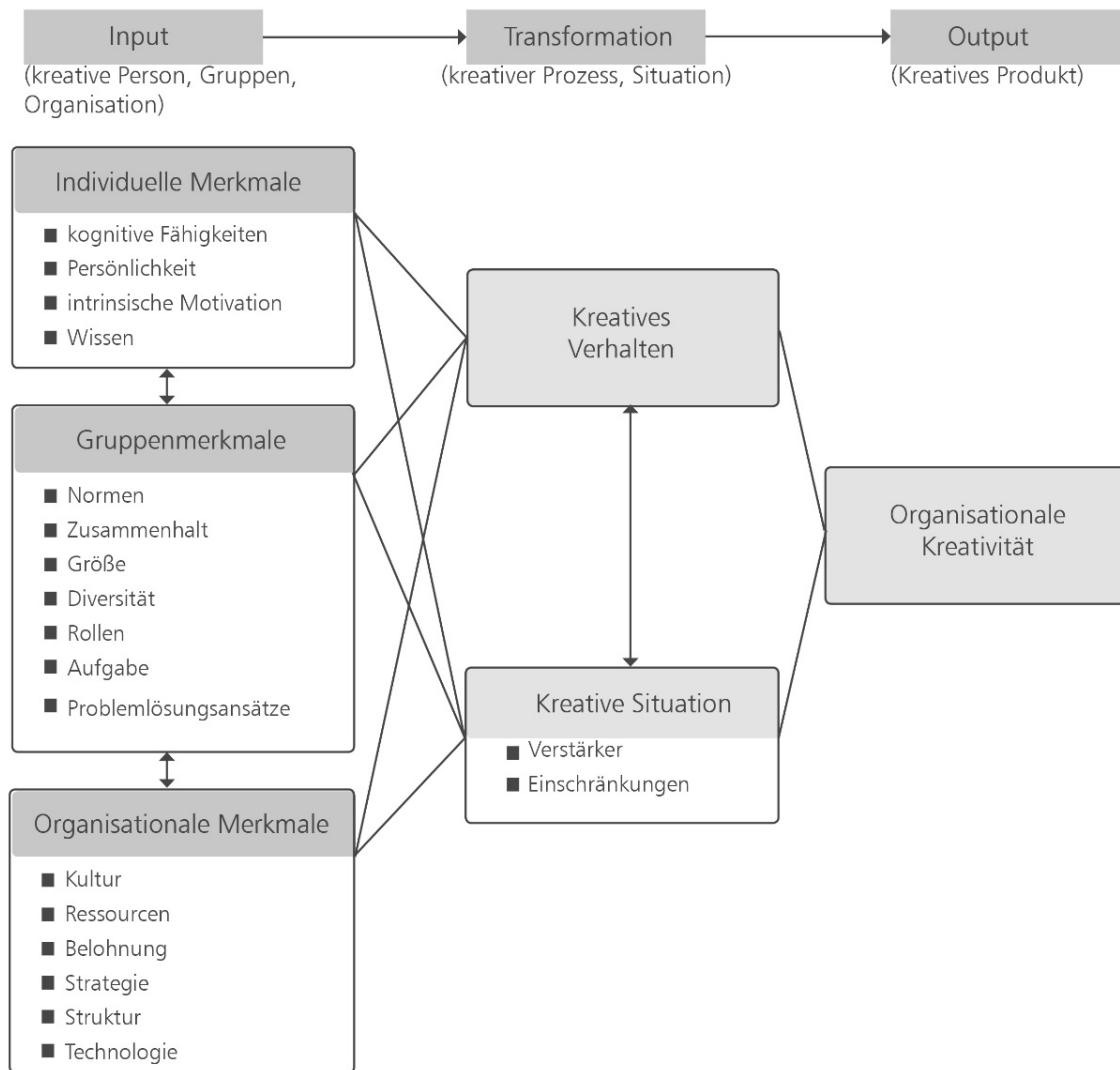 Input
Transformation
Output
(kreative Person, Gruppen,
Organisation)
(kreativer Prozess, Situation)
(Kreatives Produkt)
Individuelle Merkmale
kognitive Fähigkeiten
Persönlichkeit
intrinsische Motivation
Wissen
Gruppenmerkmale
Normen
Zusammenhalt
Größe
Diversität
Rollen
Aufgabe
Problemlösungsansätze
Organisationale Merkmale
Kultur
Ressourcen
Belohnung
Strategie
Struktur
Technologie
Kreatives
Verhalten
Kreative Situation
Verstärker
Einschränkungen
Organisationale
Kreativität